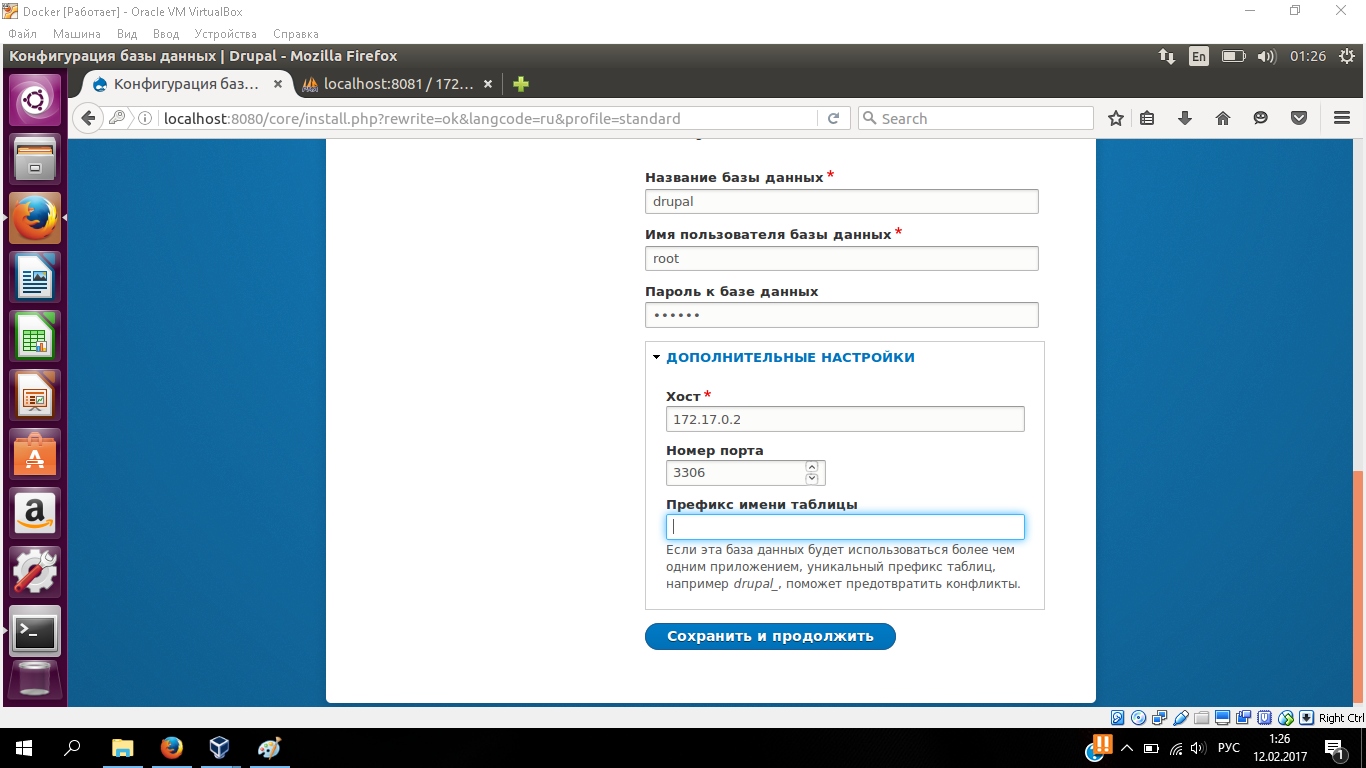 Docker [Работает] - Oracle VM VirtualBox
Файл Машина Вид Ввод Устройства Справка
Конфигурация базы данных | Drupal - Mozilla Firefox
En
01:26
Конфигурация баз… ×
localhost:8081 / 172… ×
localhost:8080/core/install.php?rewrite=ok&langcode=ru&profile=standard
Search
Название базы данных *
drupal
Имя пользователя базы данных *
root
Пароль к базе данных
••••••
ДОПОЛНИТЕЛЬНЫЕ НАСТРОЙКИ
Хост *
172.17.0.2
Номер порта
3306
Префикс имени таблицы
Если эта база данных будет использоваться более чем
одним приложением, уникальный префикс таблиц,
например drupal_, поможет предотвратить конфликты.
Сохранить и продолжить
Right Ctrl
РУС
1:26
12.02.2017
1